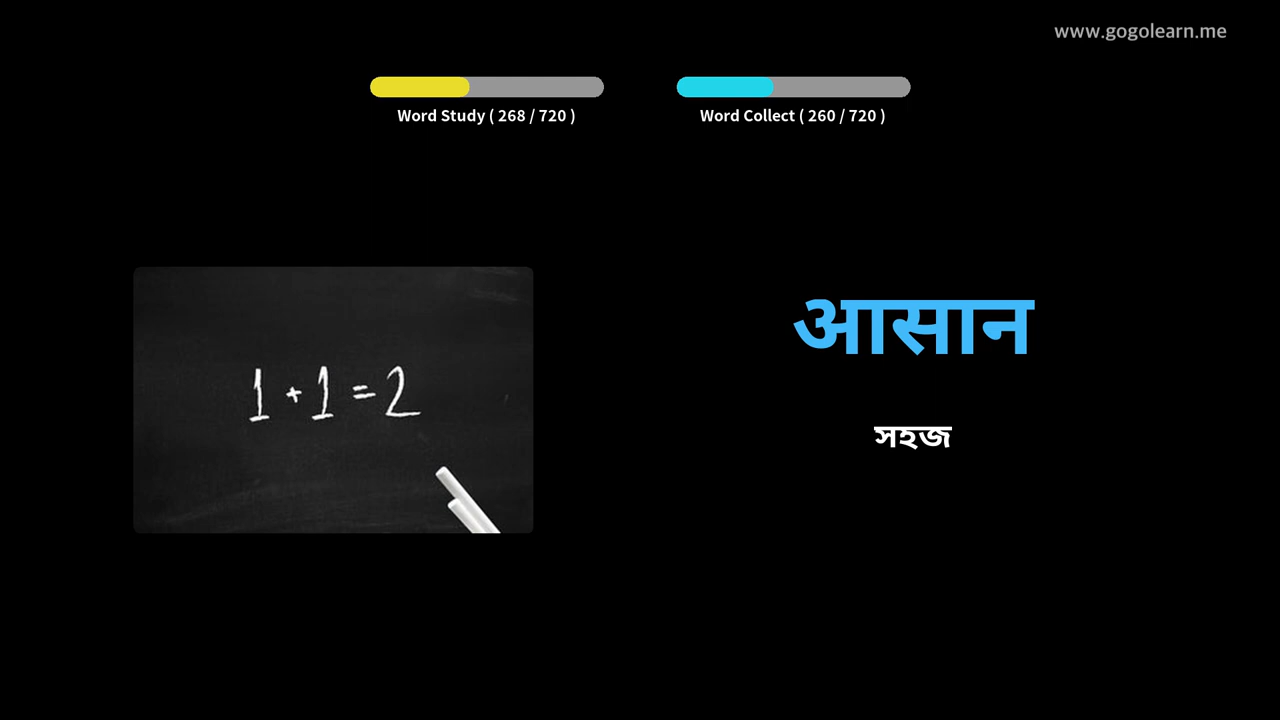 www.gogolearn.me
Word Study ( 268 / 720 )
Word Collect ( 260 / 720 )
1 + 1 = 2
आसान
সহজ